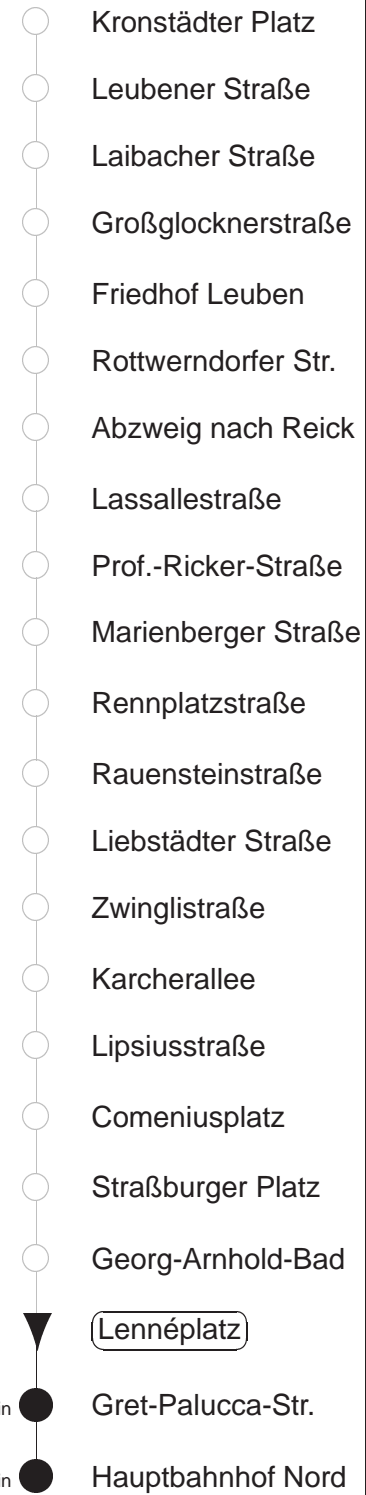 Kronstädter Platz
Leubener Straße
Laibacher Straße
Großglocknerstraße
Friedhof Leuben
Rottwerndorfer Str.
Abzweig nach Reick
Lassallestraße
Prof.-Ricker-Straße
Marienberger Straße
Rennplatzstraße
Rauensteinstraße
Liebstädter Straße
Zwinglistraße
Karcherallee
Lipsiusstraße
Comeniusplatz
Straßburger Platz
Georg-Arnhold-Bad
Lennéplatz
in Gret-Palucca-Str.
in Hauptbahnhof Nord